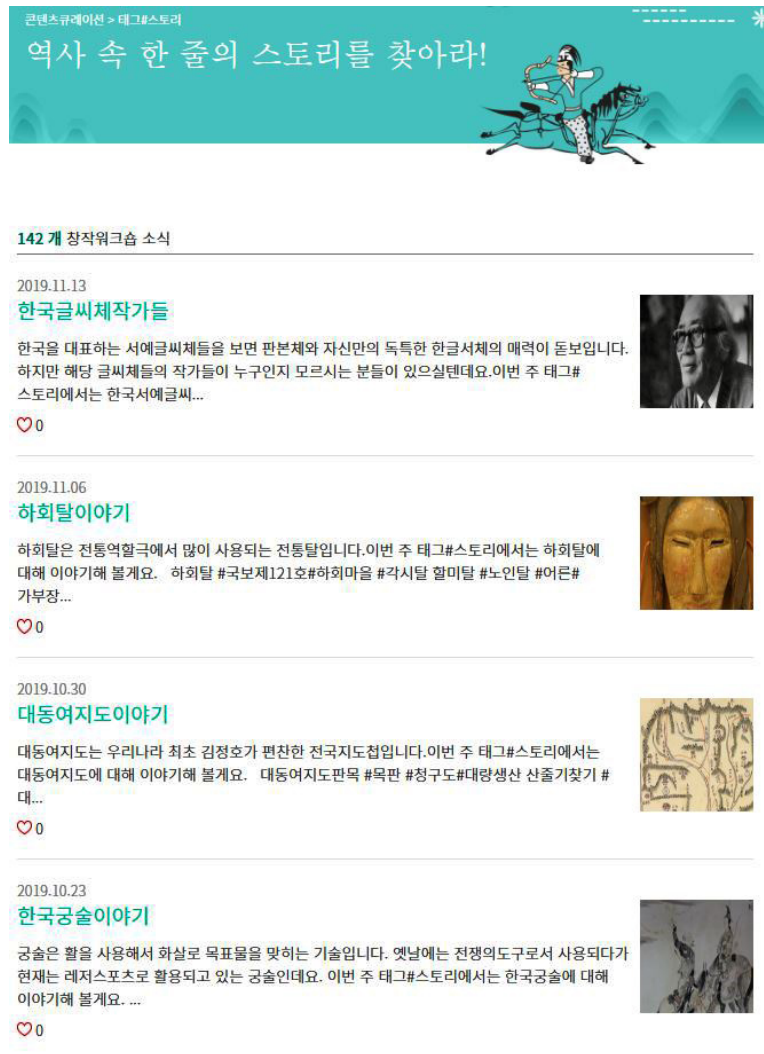 콘텐츠큐레이션 > 태그#스토리
역사 속 한 줄의 스토리를 찾아라!
142 개 창작워크숍 소식
2019.11.13
한국글씨체작가들
한국을 대표하는 서예글씨체들을 보면 판본체와 자신만의 독특한 한글서체의 매력이 돋보입니다.
하지만 해당 글씨체들의 작가들이 누구인지 모르시는 분들이 있으실텐데요.이번 주 태그#
스토리에서는 한국서예글씨...
0
2019.11.06
하회탈이야기
하회탈은 전통역할극에서 많이 사용되는 전통탈입니다.이번 주 태그#스토리에서는 하회탈에
대해 이야기해 볼게요. 하회탈 #국보제121호#하회마을 #각시탈 할미탈 #노인탈 #어른#
가부장...
0
2019.10.30
대동여지도이야기
대동여지도는 우리나라 최초 김정호가 편찬한 전국지도첩입니다.이번 주 태그#스토리에서는
대동여지도에 대해 이야기해 볼게요. 대동여지도판목 #목판 #청구도#대량생산 산줄기찾기 #
대...
0
2019.10.23
한국궁술이야기
궁술은 활을 사용해서 화살로 목표물을 맞히는 기술입니다. 옛날에는 전쟁의도구로서 사용되다가
현재는 레저스포츠로 활용되고 있는 궁술인데요. 이번 주 태그#스토리에서는 한국궁술에 대해
이야기해 볼게요. ...
0